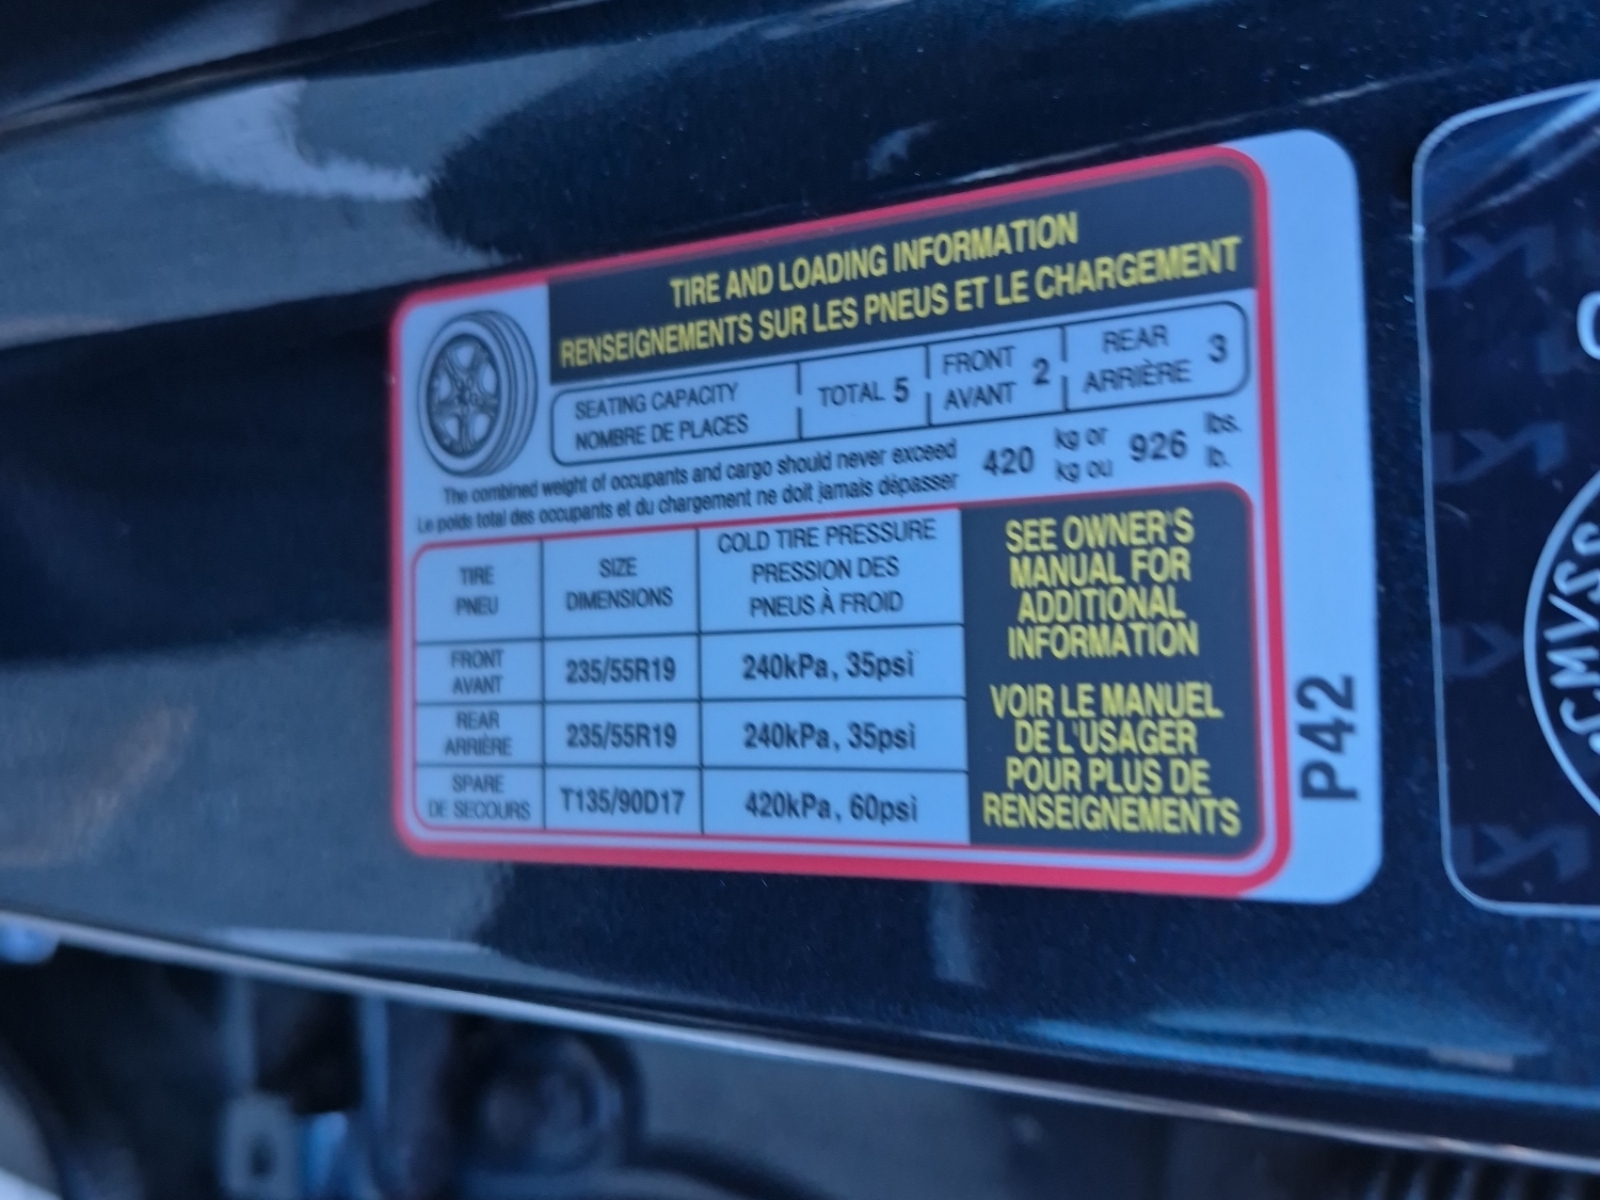 TIRE AND LOADING INFORMATION
RENSEIGNEMENTS SUR LES PNEUS ET LE CHARGEMENT
SEATING CAPACITY
NOMBRE DE PLACES
TOTAL 5
FRONT
AVANT
2
REAR
ARRIÈRE
3
The combined weight of occupants and cargo should never exceed
Le poids total des occupants et du chargement ne doit jamais dépasser
420
kg or
kg ou
926
lbs.
lb.
TIRE
PNEU
SIZE
DIMENSIONS
COLD TIRE PRESSURE
PRESSION DES
PNEUS À FROID
FRONT
AVANT
235/55R19
240kPa, 35psi
REAR
ARRIÈRE
235/55R19
240kPa, 35psi
SPARE
DE SECOURS
T135/90D17
420kPa, 60psi
SEE OWNER'S
MANUAL FOR
ADDITIONAL
INFORMATION
VOIR LE MANUEL
DE L'USAGER
POUR PLUS DE
RENSEIGNEMENTS
P42